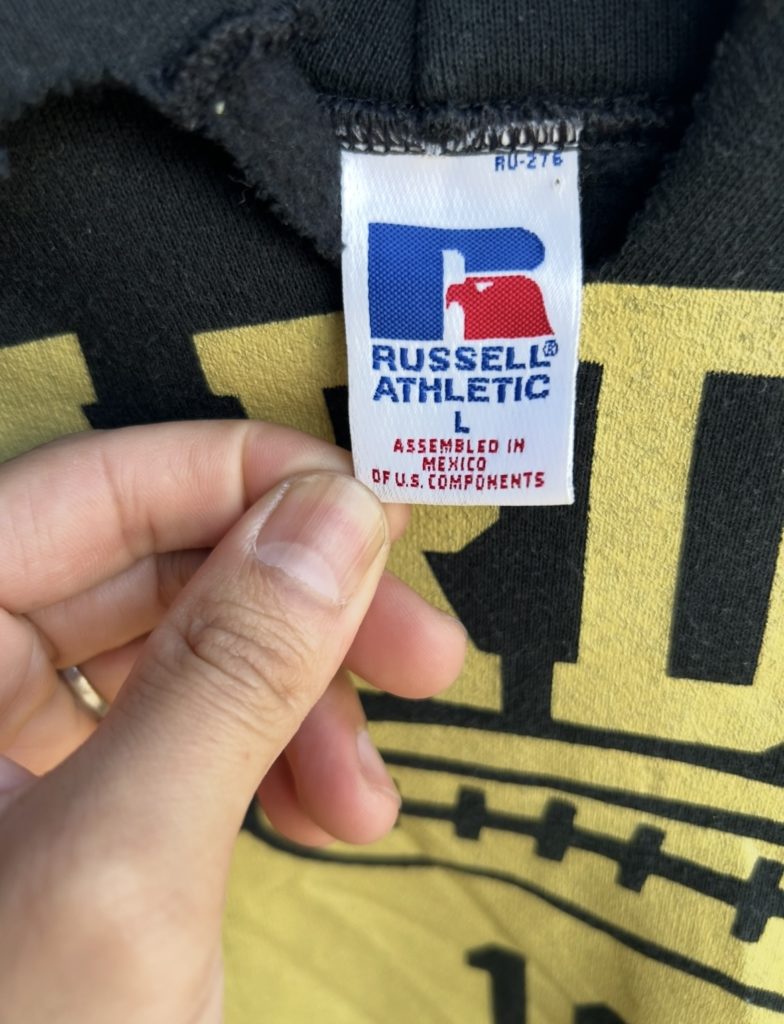 RU-276
RUSSELL®
ATHLETIC
L
ASSEMBLED IN
MEXICO
OF U.S. COMPONENTS